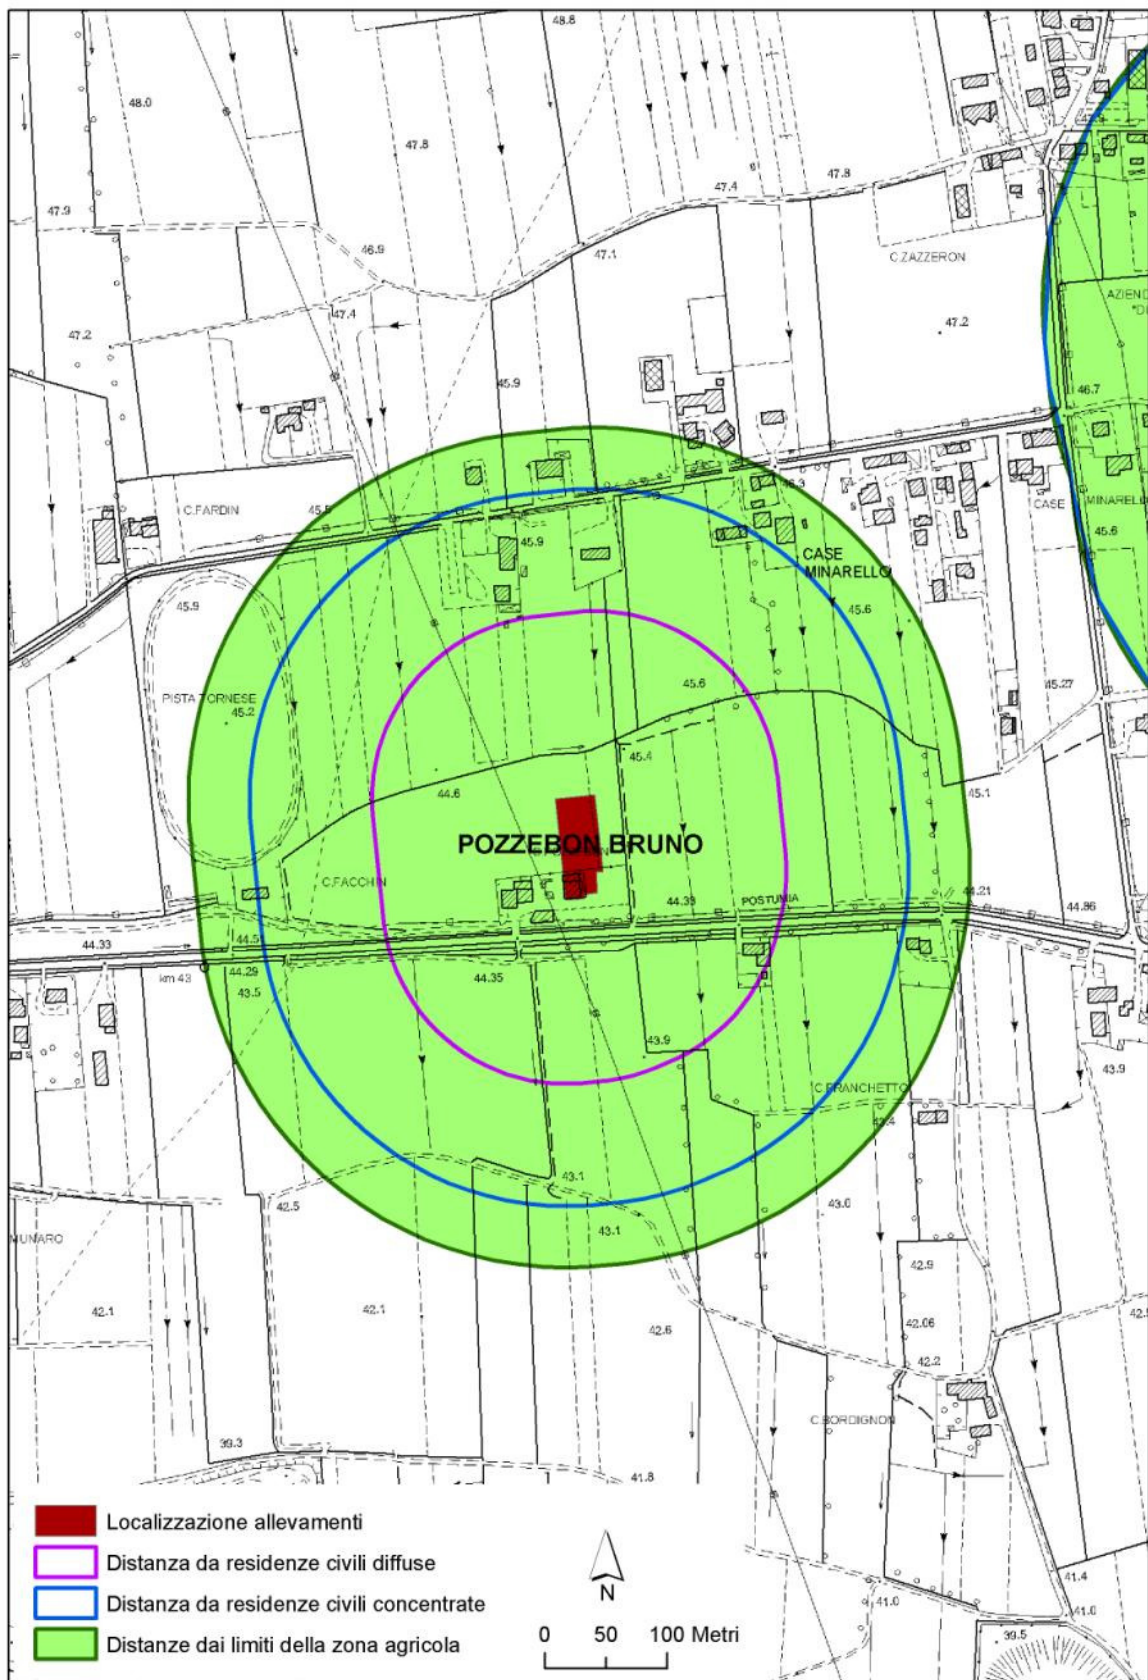 48.8
48.0
47.8
47.4
47.8
47.9
46.9
47.1
C.ZAZZERON
47.4
47.2
47.2
45.9
46.7
C.FARDIN
46.3
CASE
MINARELLO
45.6
45.9
CASE
MINARELLO
45.9
45.6
PISTA TORNESE
45.2
45.6
45.27
45.4
44.6
45.1
POZZEBON BRUNO
C.FACCHIN
44.39
POSTUMIA
44.21
44.86
44.33
44.5
44.29
km 43
43.5
44.35
43.9
43.9
C.FRANCHETTO
43.4
43.1
42.5
43.0
43.1
MUNARO
42.9
42.1
42.1
42.6
42.06
42.2
C.BORDIGNON
39.3
41.8
Localizzazione allevamenti
Distanza da residenze civili diffuse
Distanza da residenze civili concentrate
Distanze dai limiti della zona agricola
N
0 50 100 Metri
41.4
41.0
41.0
39.5